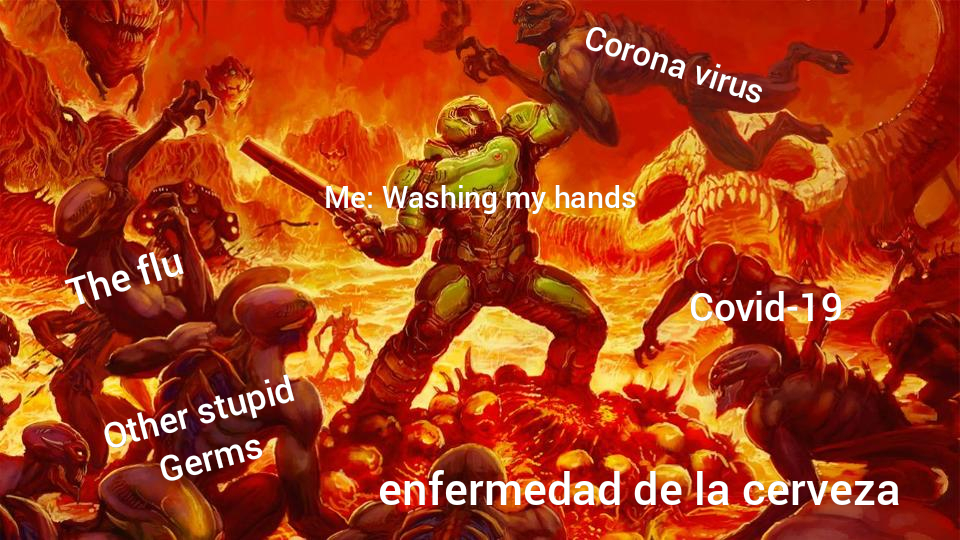 Corona virus
Me: Washing my hands
The flu
Covid-19
Other stupid
Germs
enfermedad de la cerveza